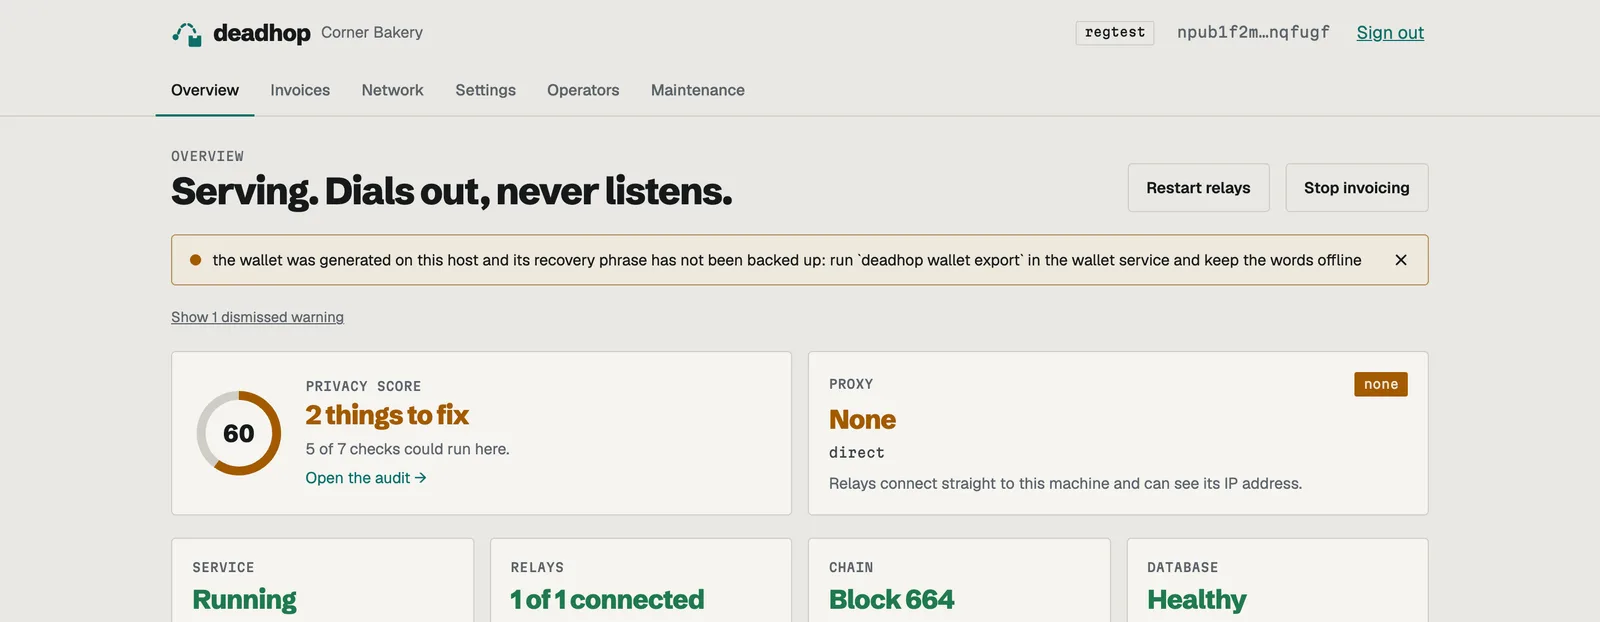 deadhop Corner Bakery
regtest npub1f2m…nqfugf Sign out
Overview Invoices Network Settings Operators Maintenance
OVERVIEW
Serving. Dials out, never listens.
Restart relays Stop invoicing
the wallet was generated on this host and its recovery phrase has not been backed up: run `deadhop wallet export` in the wallet service and keep the words offline
Show 1 dismissed warning
60
PRIVACY SCORE
2 things to fix
5 of 7 checks could run here.
Open the audit →
PROXY
none
None
direct
Relays connect straight to this machine and can see its IP address.
SERVICE
Running
RELAYS
1 of 1 connected
CHAIN
Block 664
DATABASE
Healthy